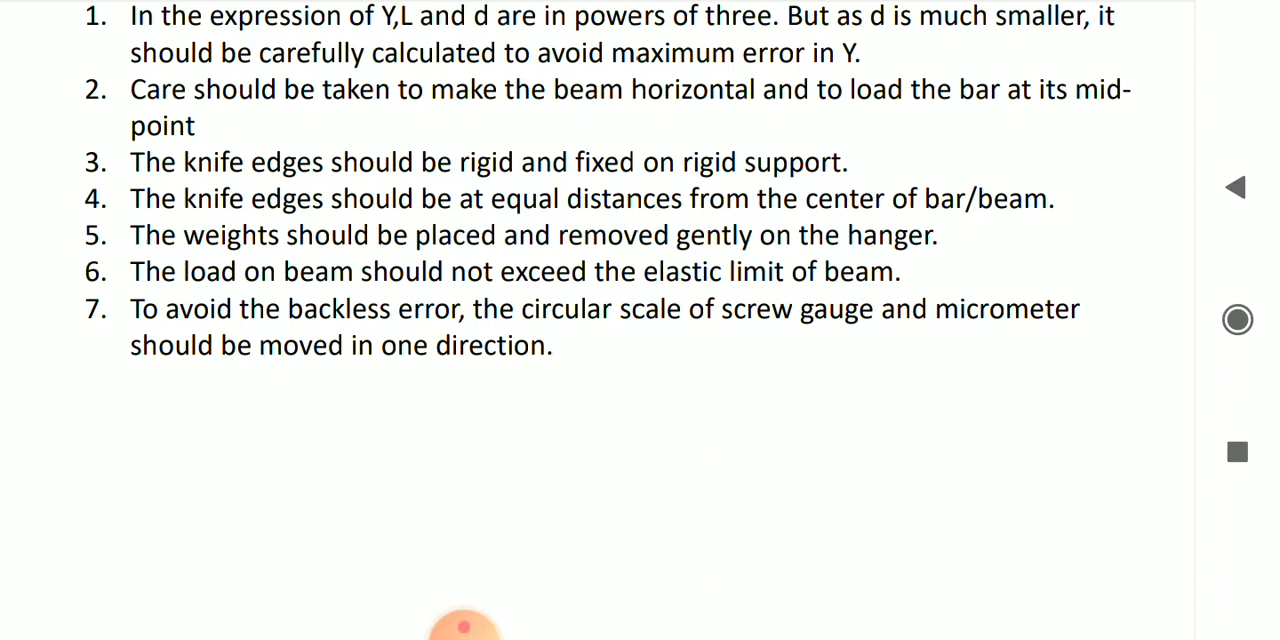 1. In the expression of Y,L and d are in powers of three. But as d is much smaller, it
should be carefully calculated to avoid maximum error in Y.
2. Care should be taken to make the beam horizontal and to load the bar at its mid-
point
3. The knife edges should be rigid and fixed on rigid support.
4. The knife edges should be at equal distances from the center of bar/beam.
5. The weights should be placed and removed gently on the hanger.
6. The load on beam should not exceed the elastic limit of beam.
7. To avoid the backless error, the circular scale of screw gauge and micrometer
should be moved in one direction.